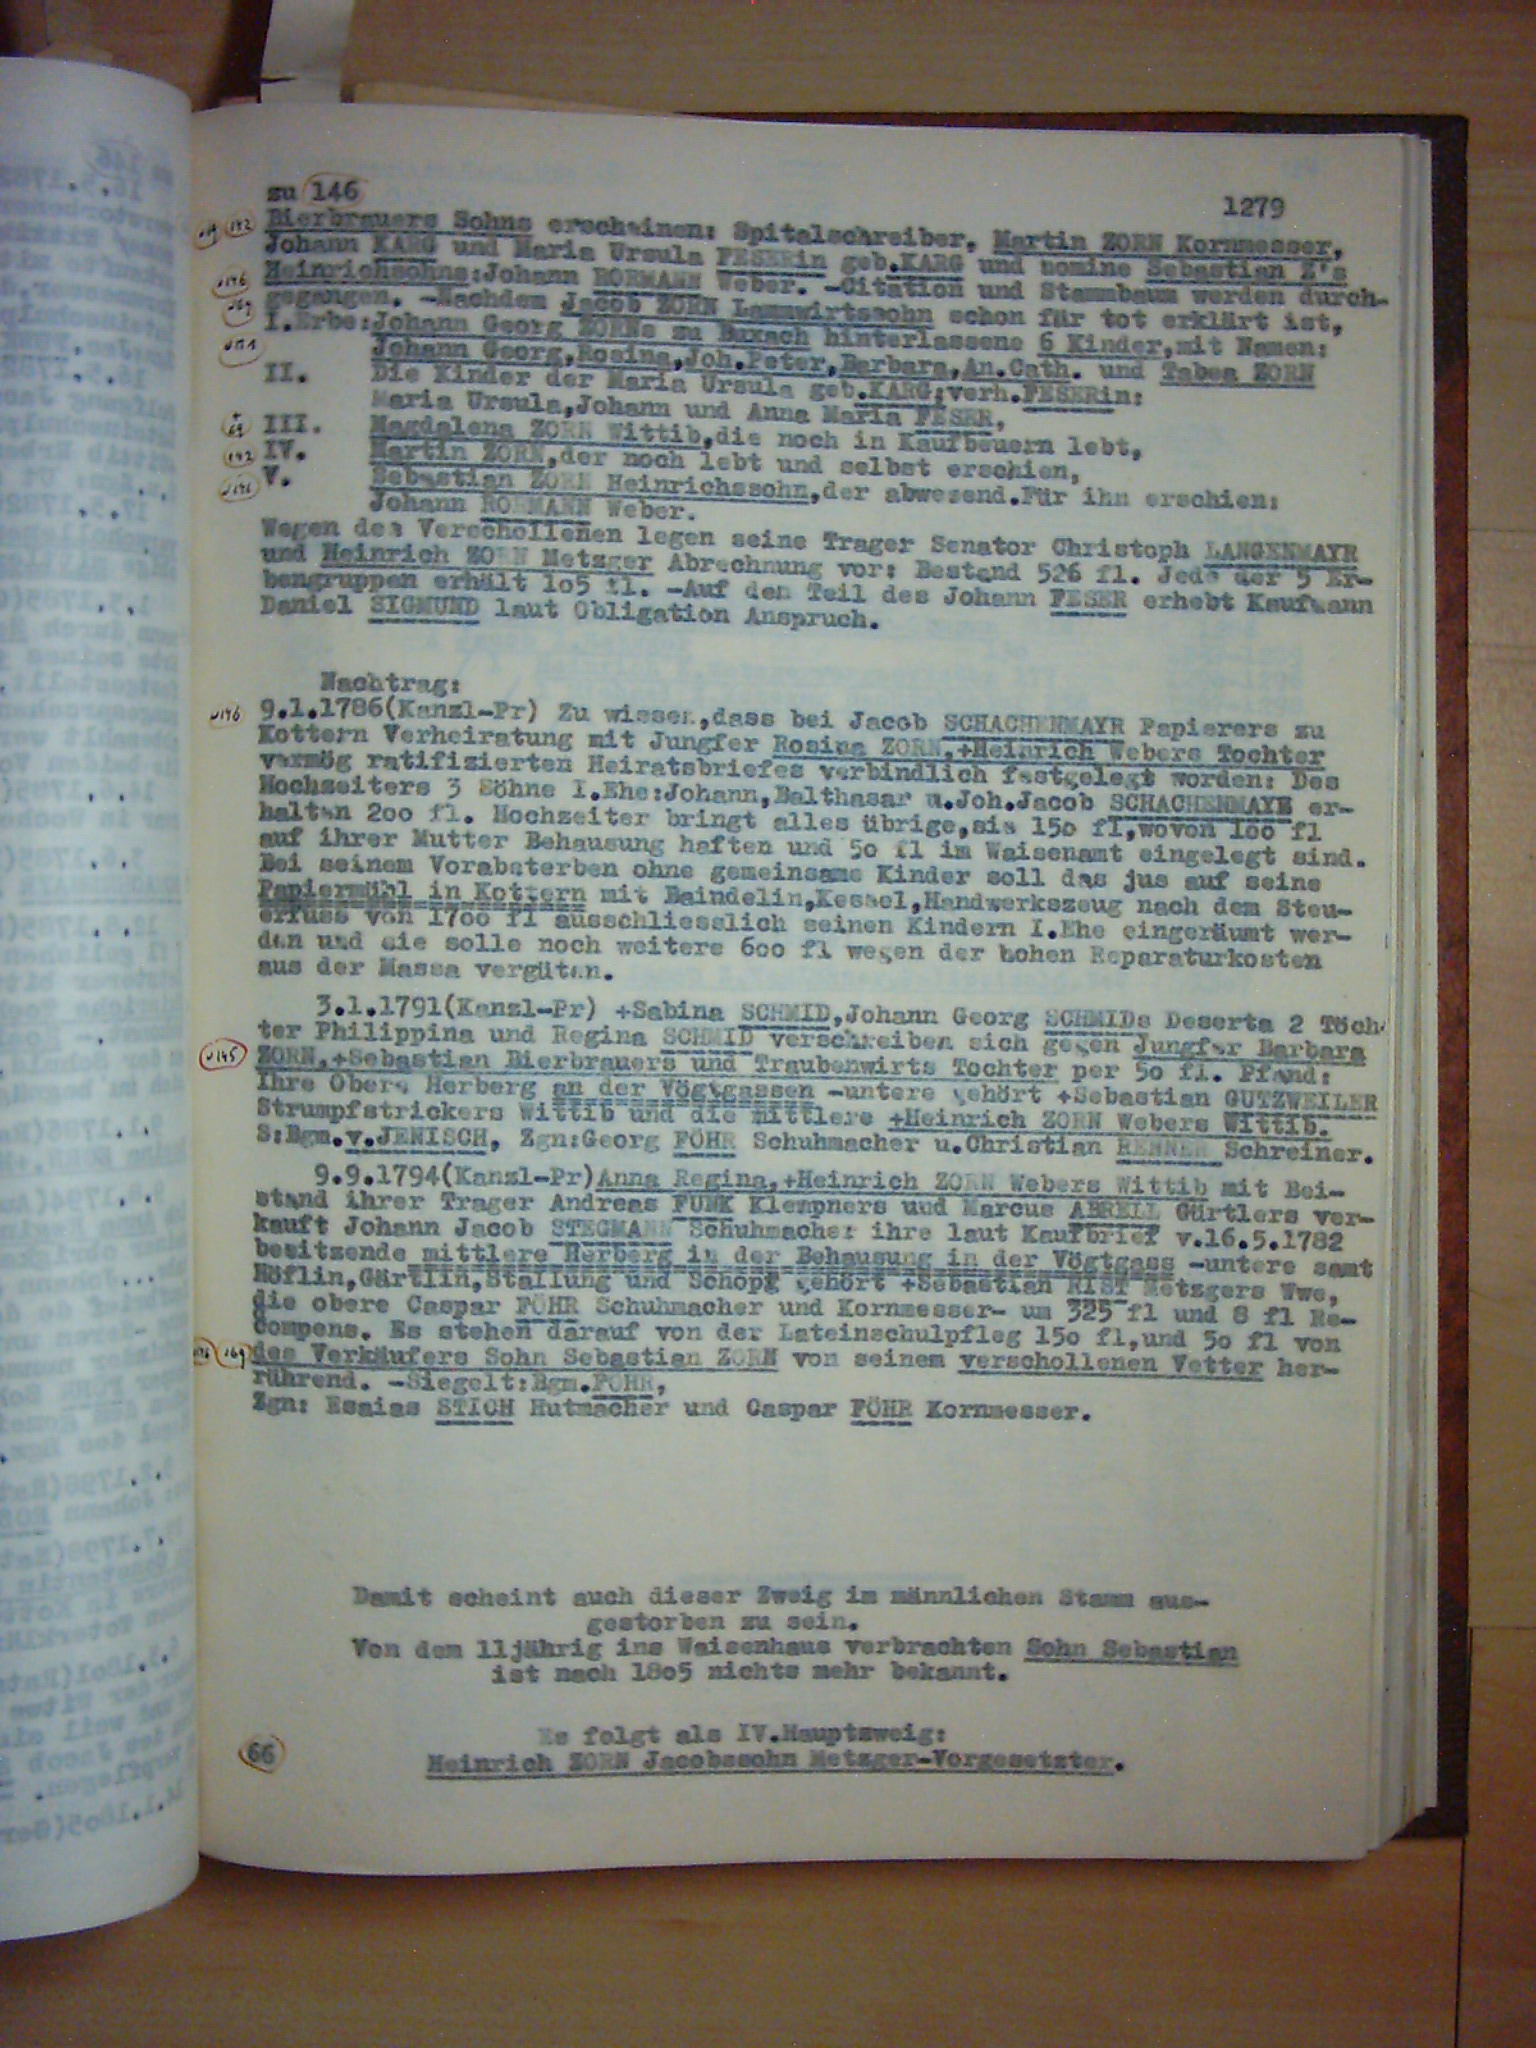 zu 146
1279
Bierbrauers Sohns erscheinen: Spitalschreiber, Martin ZORN Kornmesser,
Johann KARG und Maria Ursula FESERin geb.KARG und nomine Sebastian Z's
Heinrichsohns:Johann RORMANN Weber. -Citation und Stammbaum werden durch-
gegangen. -Nachdem Jacob ZORN Lammwirtssohn schon für tot erklärt ist,
I.Erbe:Johann Georg ZORNs zu Buxach hinterlassene 6 Kinder,mit Namen:
Johann Georg,Rosina,Joh.Peter,Barbara,An.Cath. und Tabea ZORN
II. Die Kinder der Maria Ursula geb.KARG;verh.FESERin:
Maria Ursula,Johann und Anna Maria FESER,
III. Magdalena ZORN Wittib,die noch in Kaufbeuern lebt,
IV. Martin ZORN,der noch lebt und selbst erschien,
V. Sebastian ZORN Heinrichssohn,der abwesend.Für ihn erschien:
Johann RORMANN Weber.
Wegen des Verschollenen legen seine Trager Senator Christoph LANGENMAYR
und Heinrich ZORN Metzger Abrechnung vor: Bestand 526 fl. Jede der 5 Er-
bengruppen erhält 1o5 fl. -Auf den Teil des Johann FESER erhebt Kaufmann
Daniel SIGMUND laut Obligation Anspruch.
Nachtrag:
146 9.1.1786(Kanzl-Pr) Zu wissen,dass bei Jacob SCHACHENMAYR Papierers zu
Kottern Verheiratung mit Jungfer Rosina ZORN,+Heinrich Webers Tochter
vermög ratifizierten Heiratsbriefes verbindlich festgelegt worden: Des
Hochzeiters 3 Söhne I.Ehe:Johann,Balthasar u.Joh.Jacob SCHACHENMAYR er-
halten 2oo fl. Hochzeiter bringt alles übrige,sie 15o fl,wovon 1oo fl
auf ihrer Mutter Behausung haften und 5o fl im Waisenamt eingelegt sind.
Bei seinem Vorabsterben ohne gemeinsame Kinder soll das jus auf seine
Papiermühl in Kottern mit Baindelin,Kessel,Handwerkszeug nach dem Steu-
erfuss von 17oo fl ausschliesslich seinen Kindern I.Ehe eingeräumt wer-
den und sie solle noch weitere 6oo fl wegen der hohen Reparaturkosten
aus der Massa vergüten.
3.1.1791(Kanzl-Pr) +Sabina SCHMID,Johann Georg SCHMIDs Deserta 2 Töch-
ter Philippina und Regina SCHMID verschreiben sich gegen Jungfer Barbara
145 ZORN,+Sebastian Bierbrauers und Traubenwirts Tochter per 5o fl. Pfand:
Ihre Obere Herberg an der Vögtgassen -untere gehört +Sebastian GUTZWEILER
Strumpfstrickers Wittib und die mittlere +Heinrich ZORN Webers Wittib.
S:Bgm.v.JENISCH, Zgn:Georg FÖHR Schuhmacher u.Christian RENNER Schreiner.
9.9.1794(Kanzl-Pr)Anna Regina,+Heinrich ZORN Webers Wittib mit Bei-
stand ihrer Trager Andreas FUNK Klempners und Marcus ABRELL Gürtlers ver-
kauft Johann Jacob STEGMANN Schuhmacher ihre laut Kaufbrief v.16.5.1782
besitzende mittlere Herberg in der Behausung in der Vögtgass -untere samt
Höflin,Gärtlin,Stallung und Schopf gehört +Sebastian RIST Metzgers Wwe,
die obere Caspar FÖHR Schuhmacher und Kornmesser- um 325 fl und 8 fl Re-
compens. Es stehen darauf von der Lateinschulpfleg 15o fl,und 5o fl von
169 des Verkäufers Sohn Sebastian ZORN von seinem verschollenen Vetter her-
rührend. -Siegelt:Bgm.FÖHR,
Zgn: Esaias STICH Hutmacher und Caspar FÖHR Kornmesser.
Damit scheint auch dieser Zweig im männlichen Stamm aus-
gestorben zu sein.
Von dem 11jährig ins Waisenhaus verbrachten Sohn Sebastian
ist nach 18o5 nichts mehr bekannt.
Es folgt als IV.Hauptzweig:
66 Heinrich ZORN Jacobssohn Metzger-Vorgesetzter.